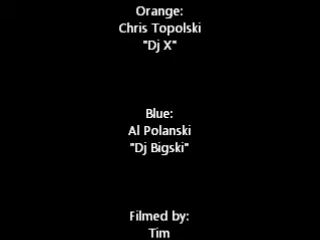 Orange:
Chris Topolski
"Dj X"
Blue:
Al Polanski
"Dj Bigski"
Filmed by:
Tim